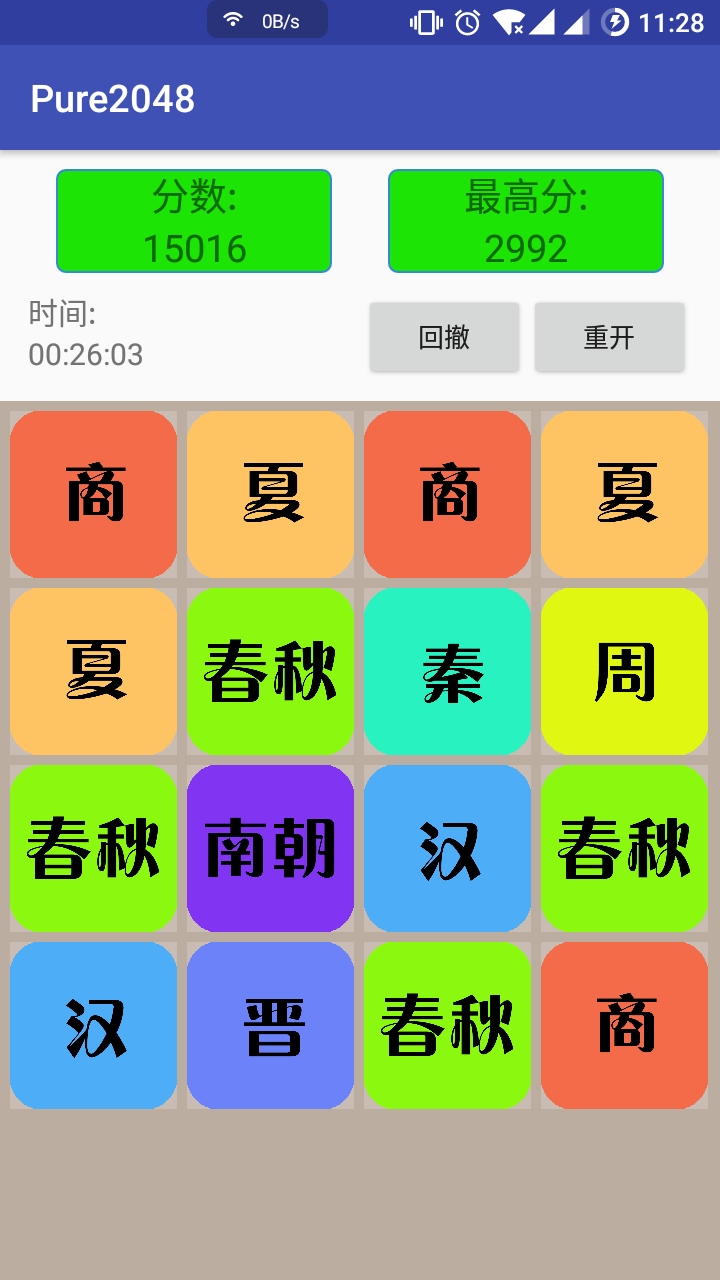 0B/s
11:28
Pure2048
分数:
15016
最高分:
2992
时间:
00:26:03
回撤
重开
商 夏 商 夏
夏 春秋 秦 周
春秋 南朝 汉 春秋
汉 晋 春秋 商